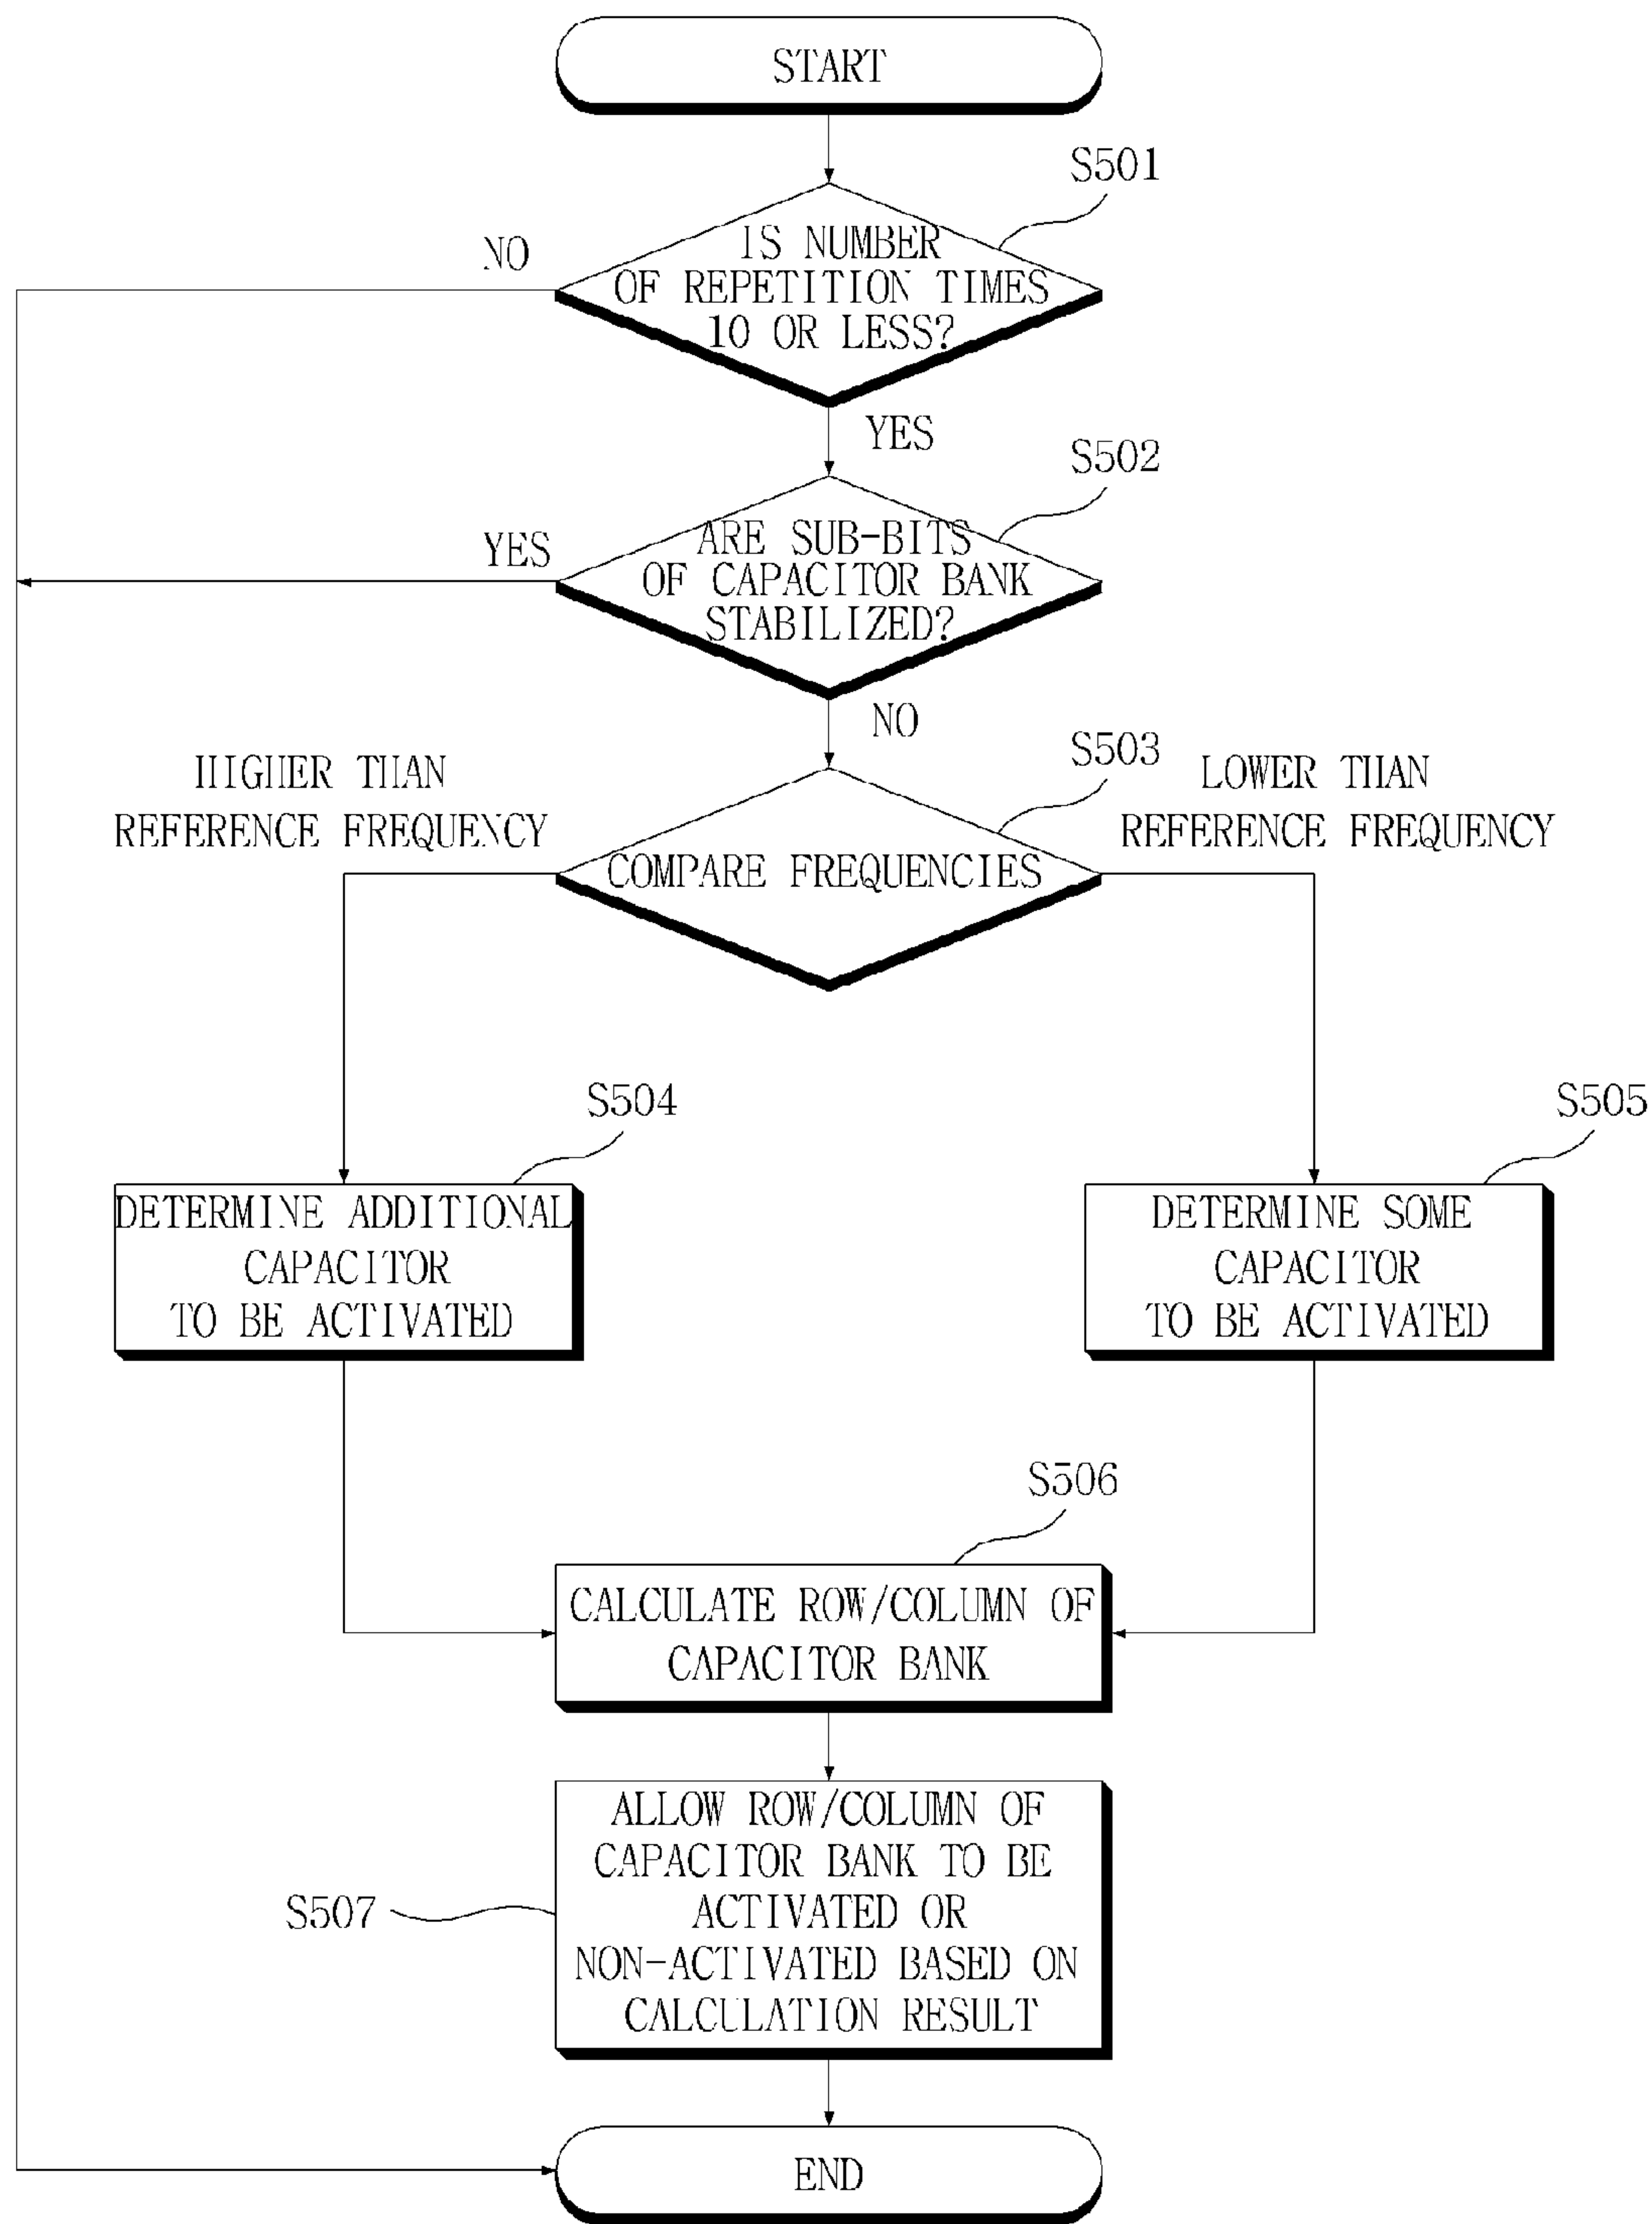 START
S501
NO
IS NUMBER
OF REPETITION TIMES
10 OR LESS?
YES
S502
YES
ARE SUB-BITS
OF CAPACITOR BANK
STABILIZED?
NO
S503
HIGHER THAN
REFERENCE FREQUENCY
LOWER THAN
REFERENCE FREQUENCY
COMPARE FREQUENCIES
S504
S505
DETERMINE ADDITIONAL
CAPACITOR
TO BE ACTIVATED
DETERMINE SOME
CAPACITOR
TO BE ACTIVATED
S506
CALCULATE ROW/COLUMN OF
CAPACITOR BANK
S507
ALLOW ROW/COLUMN OF
CAPACITOR BANK TO BE
ACTIVATED OR
NON-ACTIVATED BASED ON
CALCULATION RESULT
END